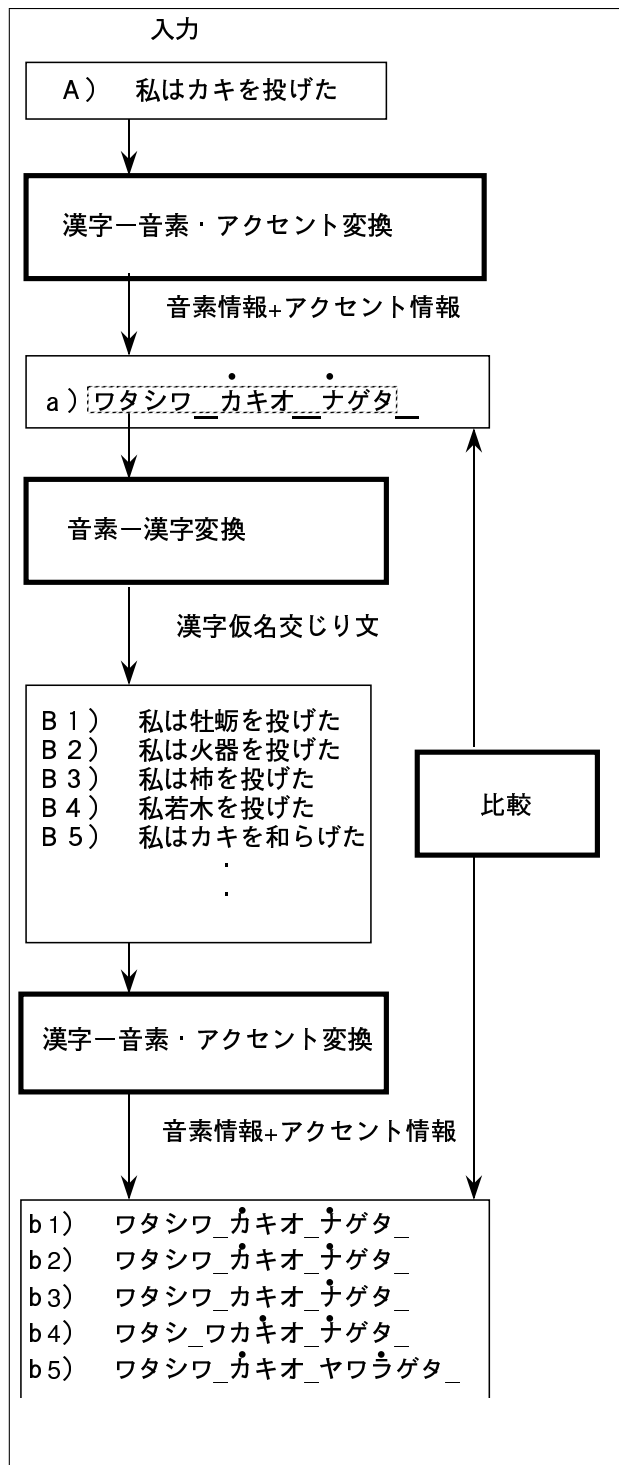 入力
A） 私はカキを投げた
漢字－音素・アクセント変換
音素情報+アクセント情報
a）ワタシワ＿カキオ＿ナゲタ＿
音素－漢字変換
漢字仮名交じり文
B1） 私は牡蛎を投げた
B2） 私は火器を投げた
B3） 私は柿を投げた
B4） 私若木を投げた
B5） 私はカキを和らげた
・
・
比較
漢字－音素・アクセント変換
音素情報+アクセント情報
b1） ワタシワ_カキオ_ナゲタ_
b2） ワタシワ_カキオ_ナゲタ_
b3） ワタシワ_カキオ_ナゲタ_
b4） ワタシ_ワカキオ_ナゲタ_
b5） ワタシワ_カキオ_ヤワラゲタ_